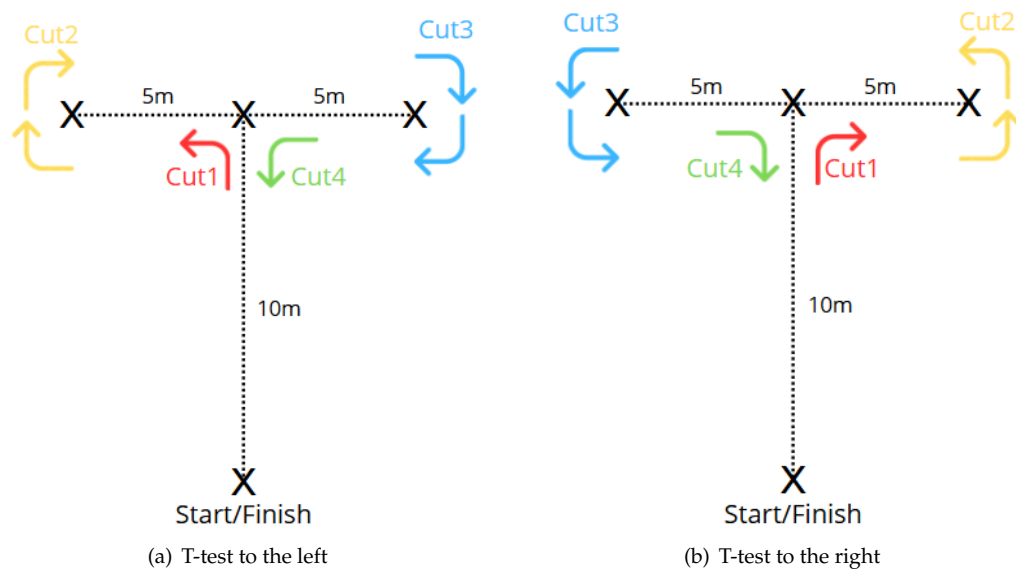 Cut2
Cut3
5m
5m
X
X
X
Cut1
Cut4
10m
X
Start/Finish
(a) T-test to the left
Cut3
Cut2
5m
5m
X
X
X
Cut4
Cut1
10m
X
Start/Finish
(b) T-test to the right